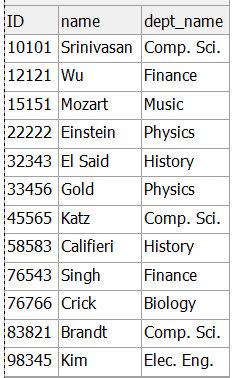 ID name dept_name
10101 Srinivasan Comp. Sci.
12121 Wu Finance
15151 Mozart Music
22222 Einstein Physics
32343 El Said History
33456 Gold Physics
45565 Katz Comp. Sci.
58583 Califieri History
76543 Singh Finance
76766 Crick Biology
83821 Brandt Comp. Sci.
98345 Kim Elec. Eng.